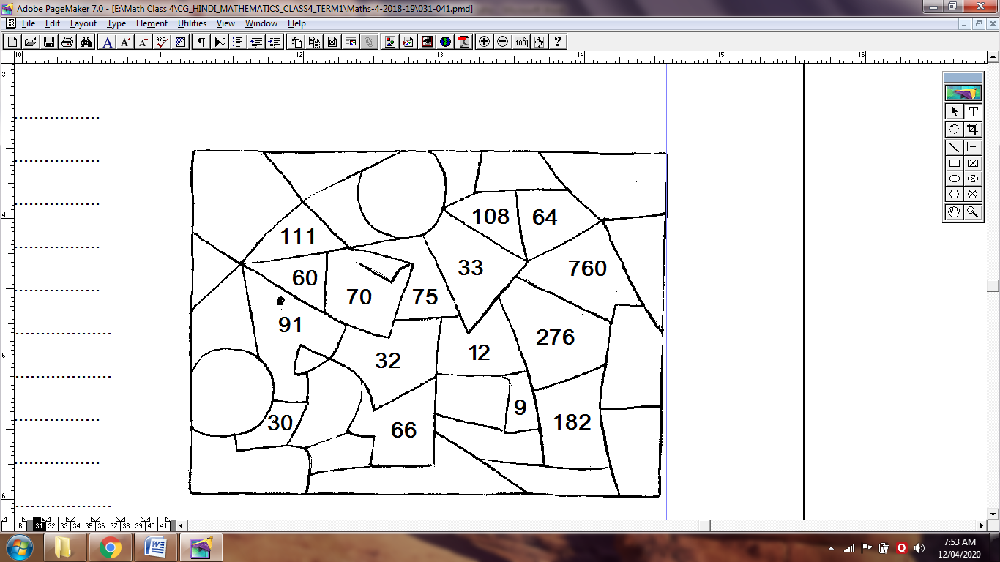 Adobe PageMaker 7.0 - [E:\Math Class 4\CG_HINDI_MATHEMATICS_CLASS4_TERM1\Maths-4-2018-19\031-041.pmd]
File Edit Layout Type Element Utilities View Window Help
ABC 100 ?
10 11 12 13 14 15 16
3
4
5
6
T
108 64
111
33 760
60
70 75
91
276
12
32
9
30 66 182
L R 31 32 33 34 35 36 37 38 39 40 41
W Q
7:53 AM
12/04/2020